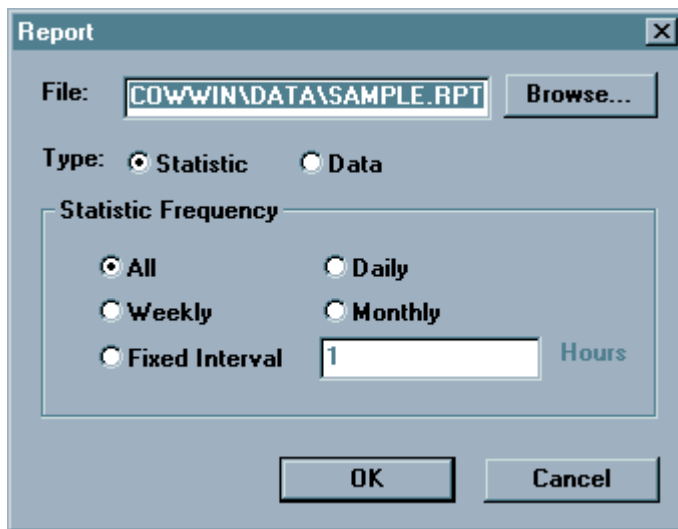 Report
File: COWWIN\DATA\SAMPLE.RPT Browse...
Type: Statistic Data
Statistic Frequency
All Daily
Weekly Monthly
Fixed Interval 1 Hours
OK Cancel